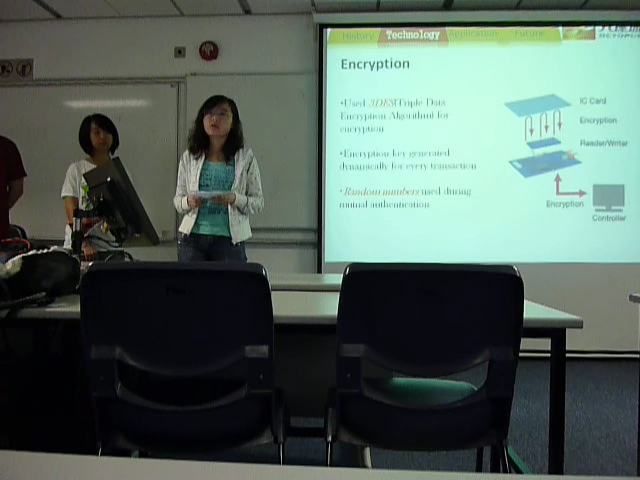 History Technology Application Future
Encryption
•Used 3DES(Triple Data
Encryption Algorithm) for
encryption
•Encryption key generated
dynamically for every transaction
•Random numbers used during
mutual authentication
IC Card
Encryption
Reader/Writer
Encryption
Controller